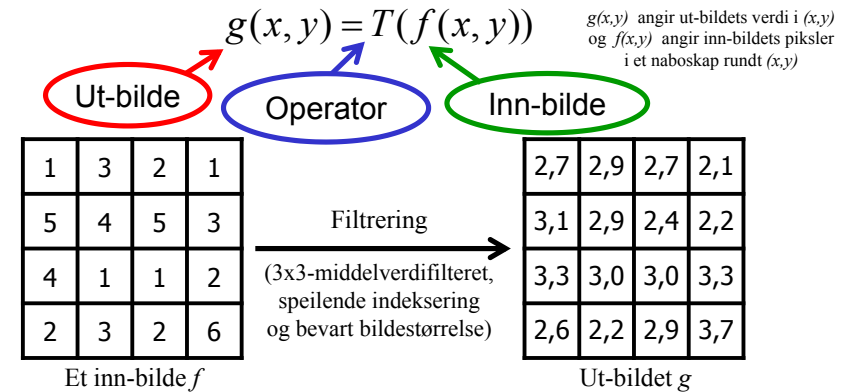 g(x, y) = T(f(x, y))
g(x,y) angir ut-bildets verdi i (x,y)
og f(x,y) angir inn-bildets piksler
i et naboskap rundt (x,y)
Ut-bilde
Operator
Inn-bilde
1 3 2 1
5 4 5 3
4 1 1 2
2 3 2 6
Et inn-bilde f
Filtrering
(3x3-middelverdifilteret,
speilende indeksering
og bevart bildestørrelse)
2,7 2,9 2,7 2,1
3,1 2,9 2,4 2,2
3,3 3,0 3,0 3,3
2,6 2,2 2,9 3,7
Ut-bildet g